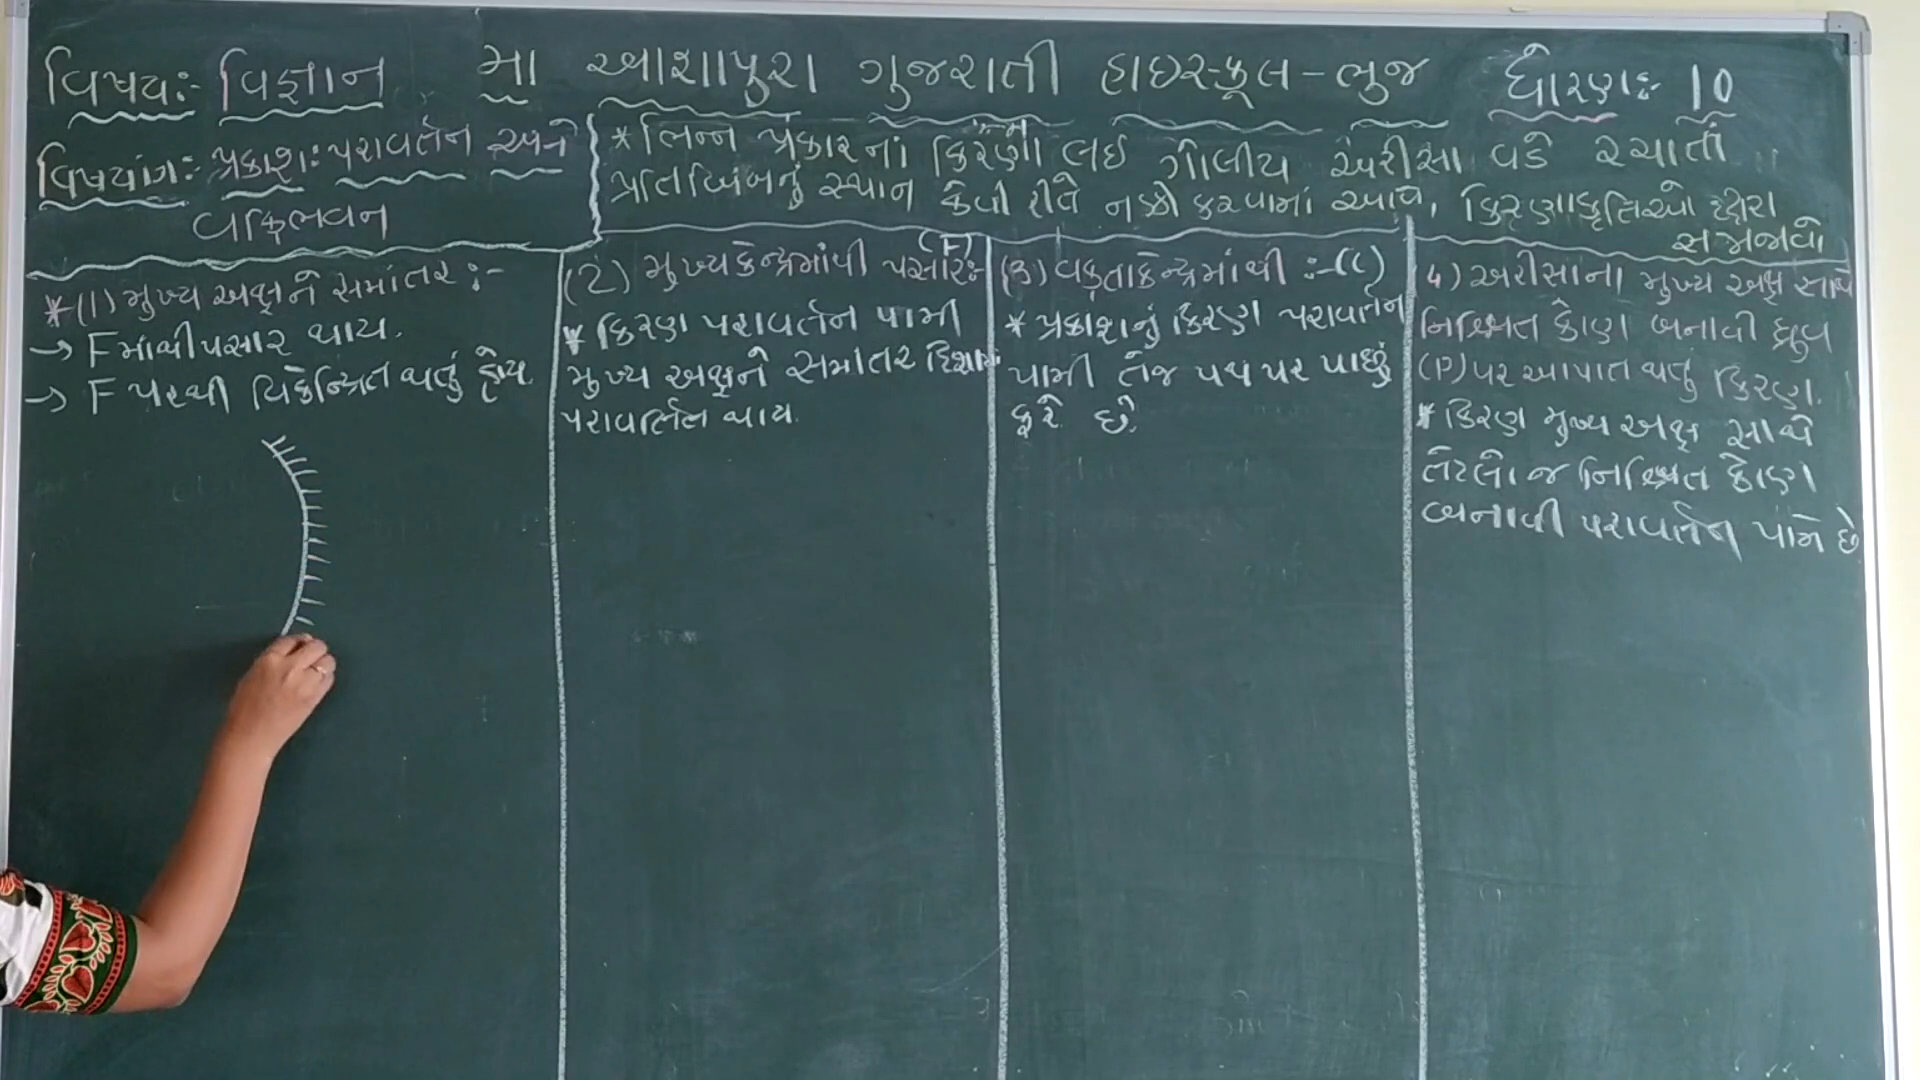 વિષય:- વિજ્ઞાન મા આશાપુરા ગુજરાતી હાઇસ્કૂલ - ભુજ ધોરણ:- 10
વિષયાંગ:- પ્રકાશ: પરાવર્તન અને
વક્રિભવન
* ભિન્ન પ્રકારનાં કિરણો લઇ ગોલીય અરીસા વડે રચાતાં
પ્રતિબિંબનું સ્થાન કેવી રીતે નક્કી કરવામાં આવે, કિરણાકૃતિઓ દ્વારા
સમજાવો
* (1) મુખ્ય અક્ષને સમાંતર :-
→ F માંથી પસાર થાય.
→ F પરથી વિકેન્દ્રિત થતું હોય
(2) મુખ્યકેન્દ્રમાંથી પસાર:- (F)
* કિરણ પરાવર્તન પામી
મુખ્ય અક્ષને સમાંતર દિશામાં
પરાવર્તિત થાય.
(3) વક્રતાકેન્દ્રમાંથી :- (C)
* પ્રકાશનું કિરણ પરાવર્તન
પામી તેજ પથ પર પાછું
ફરે છે.
4) અરીસાના મુખ્ય અક્ષ સાથે
નિશ્ચિત કોણ બનાવી ધ્રુવ
(P) પર આપાત થતું કિરણ.
* કિરણ મુખ્ય અક્ષ સાથે
તેટલો જ નિશ્ચિત કોણ
બનાવી પરાવર્તન પામે છે